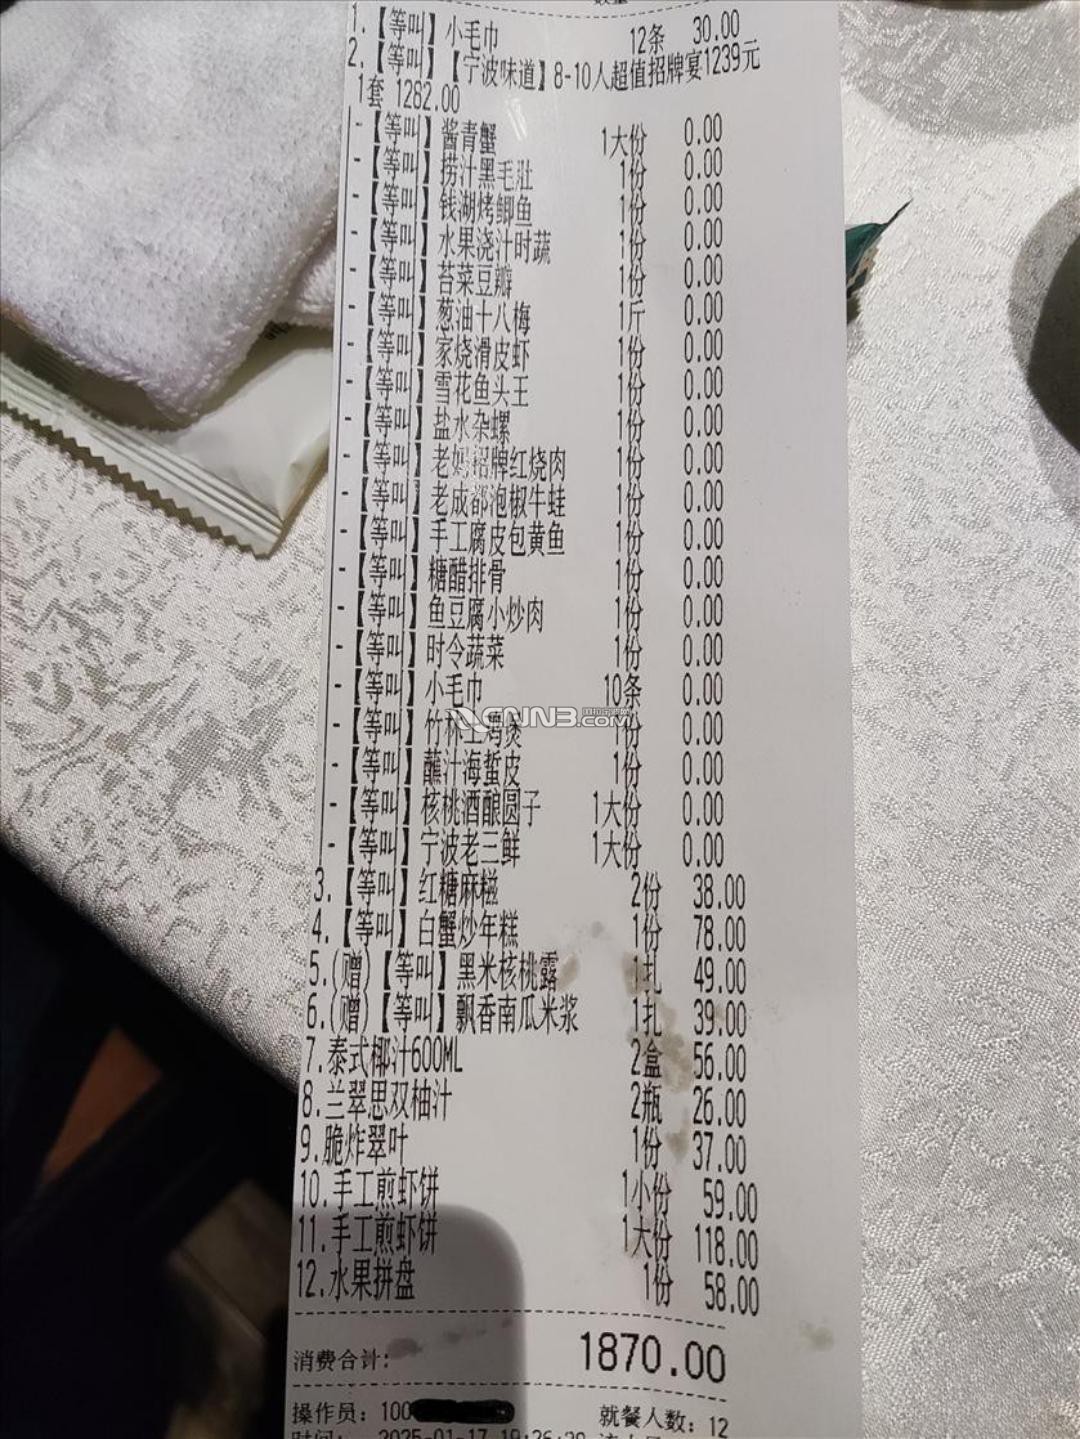 1.【等叫】小毛巾 12条 30.00
2.【等叫】【宁波味道】8-10人超值招牌宴1239元
1套 1282.00
-【等叫】酱青蟹 1大份 0.00
-【等叫】捞汁黑毛肚 1份 0.00
-【等叫】钱湖烤鲫鱼 1份 0.00
-【等叫】水果浇汁时蔬 1份 0.00
-【等叫】苔菜豆瓣 1份 0.00
-【等叫】葱油十八梅 1斤 0.00
-【等叫】家烧滑皮虾 1份 0.00
-【等叫】雪花鱼头王 1份 0.00
-【等叫】盐水杂螺 1份 0.00
-【等叫】老妈招牌红烧肉 1份 0.00
-【等叫】老成都泡椒牛蛙 1份 0.00
-【等叫】手工腐皮包黄鱼 1份 0.00
-【等叫】糖醋排骨 1份 0.00
-【等叫】鱼豆腐小炒肉 1份 0.00
-【等叫】时令蔬菜 1份 0.00
-【等叫】小毛巾 10条 0.00
-【等叫】竹林土鸡煲 1份 0.00
-【等叫】蘸汁海蜇皮 1份 0.00
-【等叫】核桃酒酿圆子 1大份 0.00
-【等叫】宁波老三鲜 1大份 0.00
3.【等叫】红糖麻糍 2份 38.00
4.【等叫】白蟹炒年糕 1份 78.00
5.(赠)【等叫】黑米核桃露 1扎 49.00
6.(赠)【等叫】飘香南瓜米浆 1扎 39.00
7.泰式椰汁600ML 2盒 56.00
8.兰翠思双柚汁 2瓶 26.00
9.脆炸翠叶 1份 37.00
10.手工煎虾饼 1小份 59.00
11.手工煎虾饼 1大份 118.00
12.水果拼盘 1份 58.00
消费合计: 1870.00
操作员: 100 就餐人数: 12
时间: 2025-01-17 19:26:28
CNN3.COM